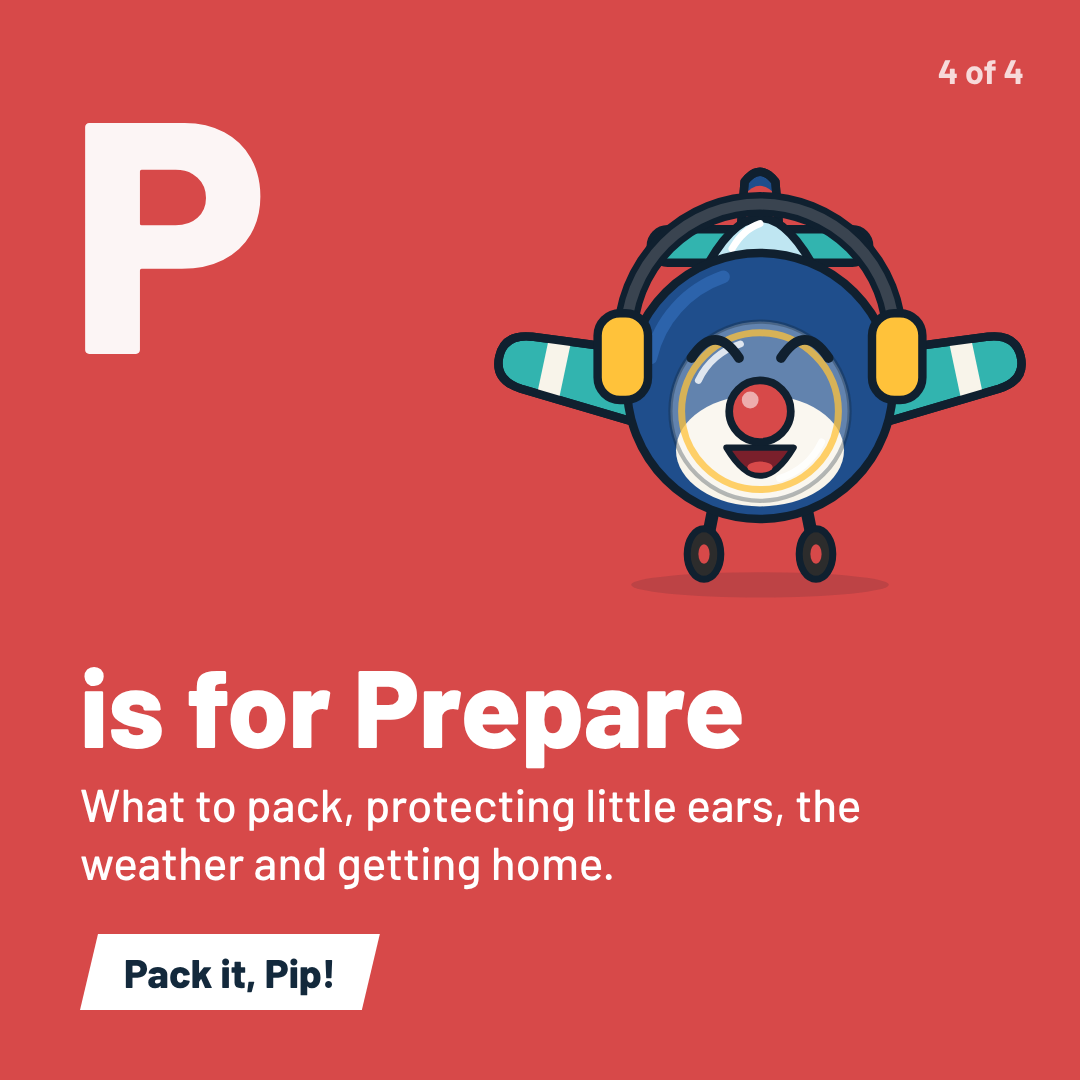 4 of 4
P
is for Prepare
What to pack, protecting little ears, the
weather and getting home.
Pack it, Pip!